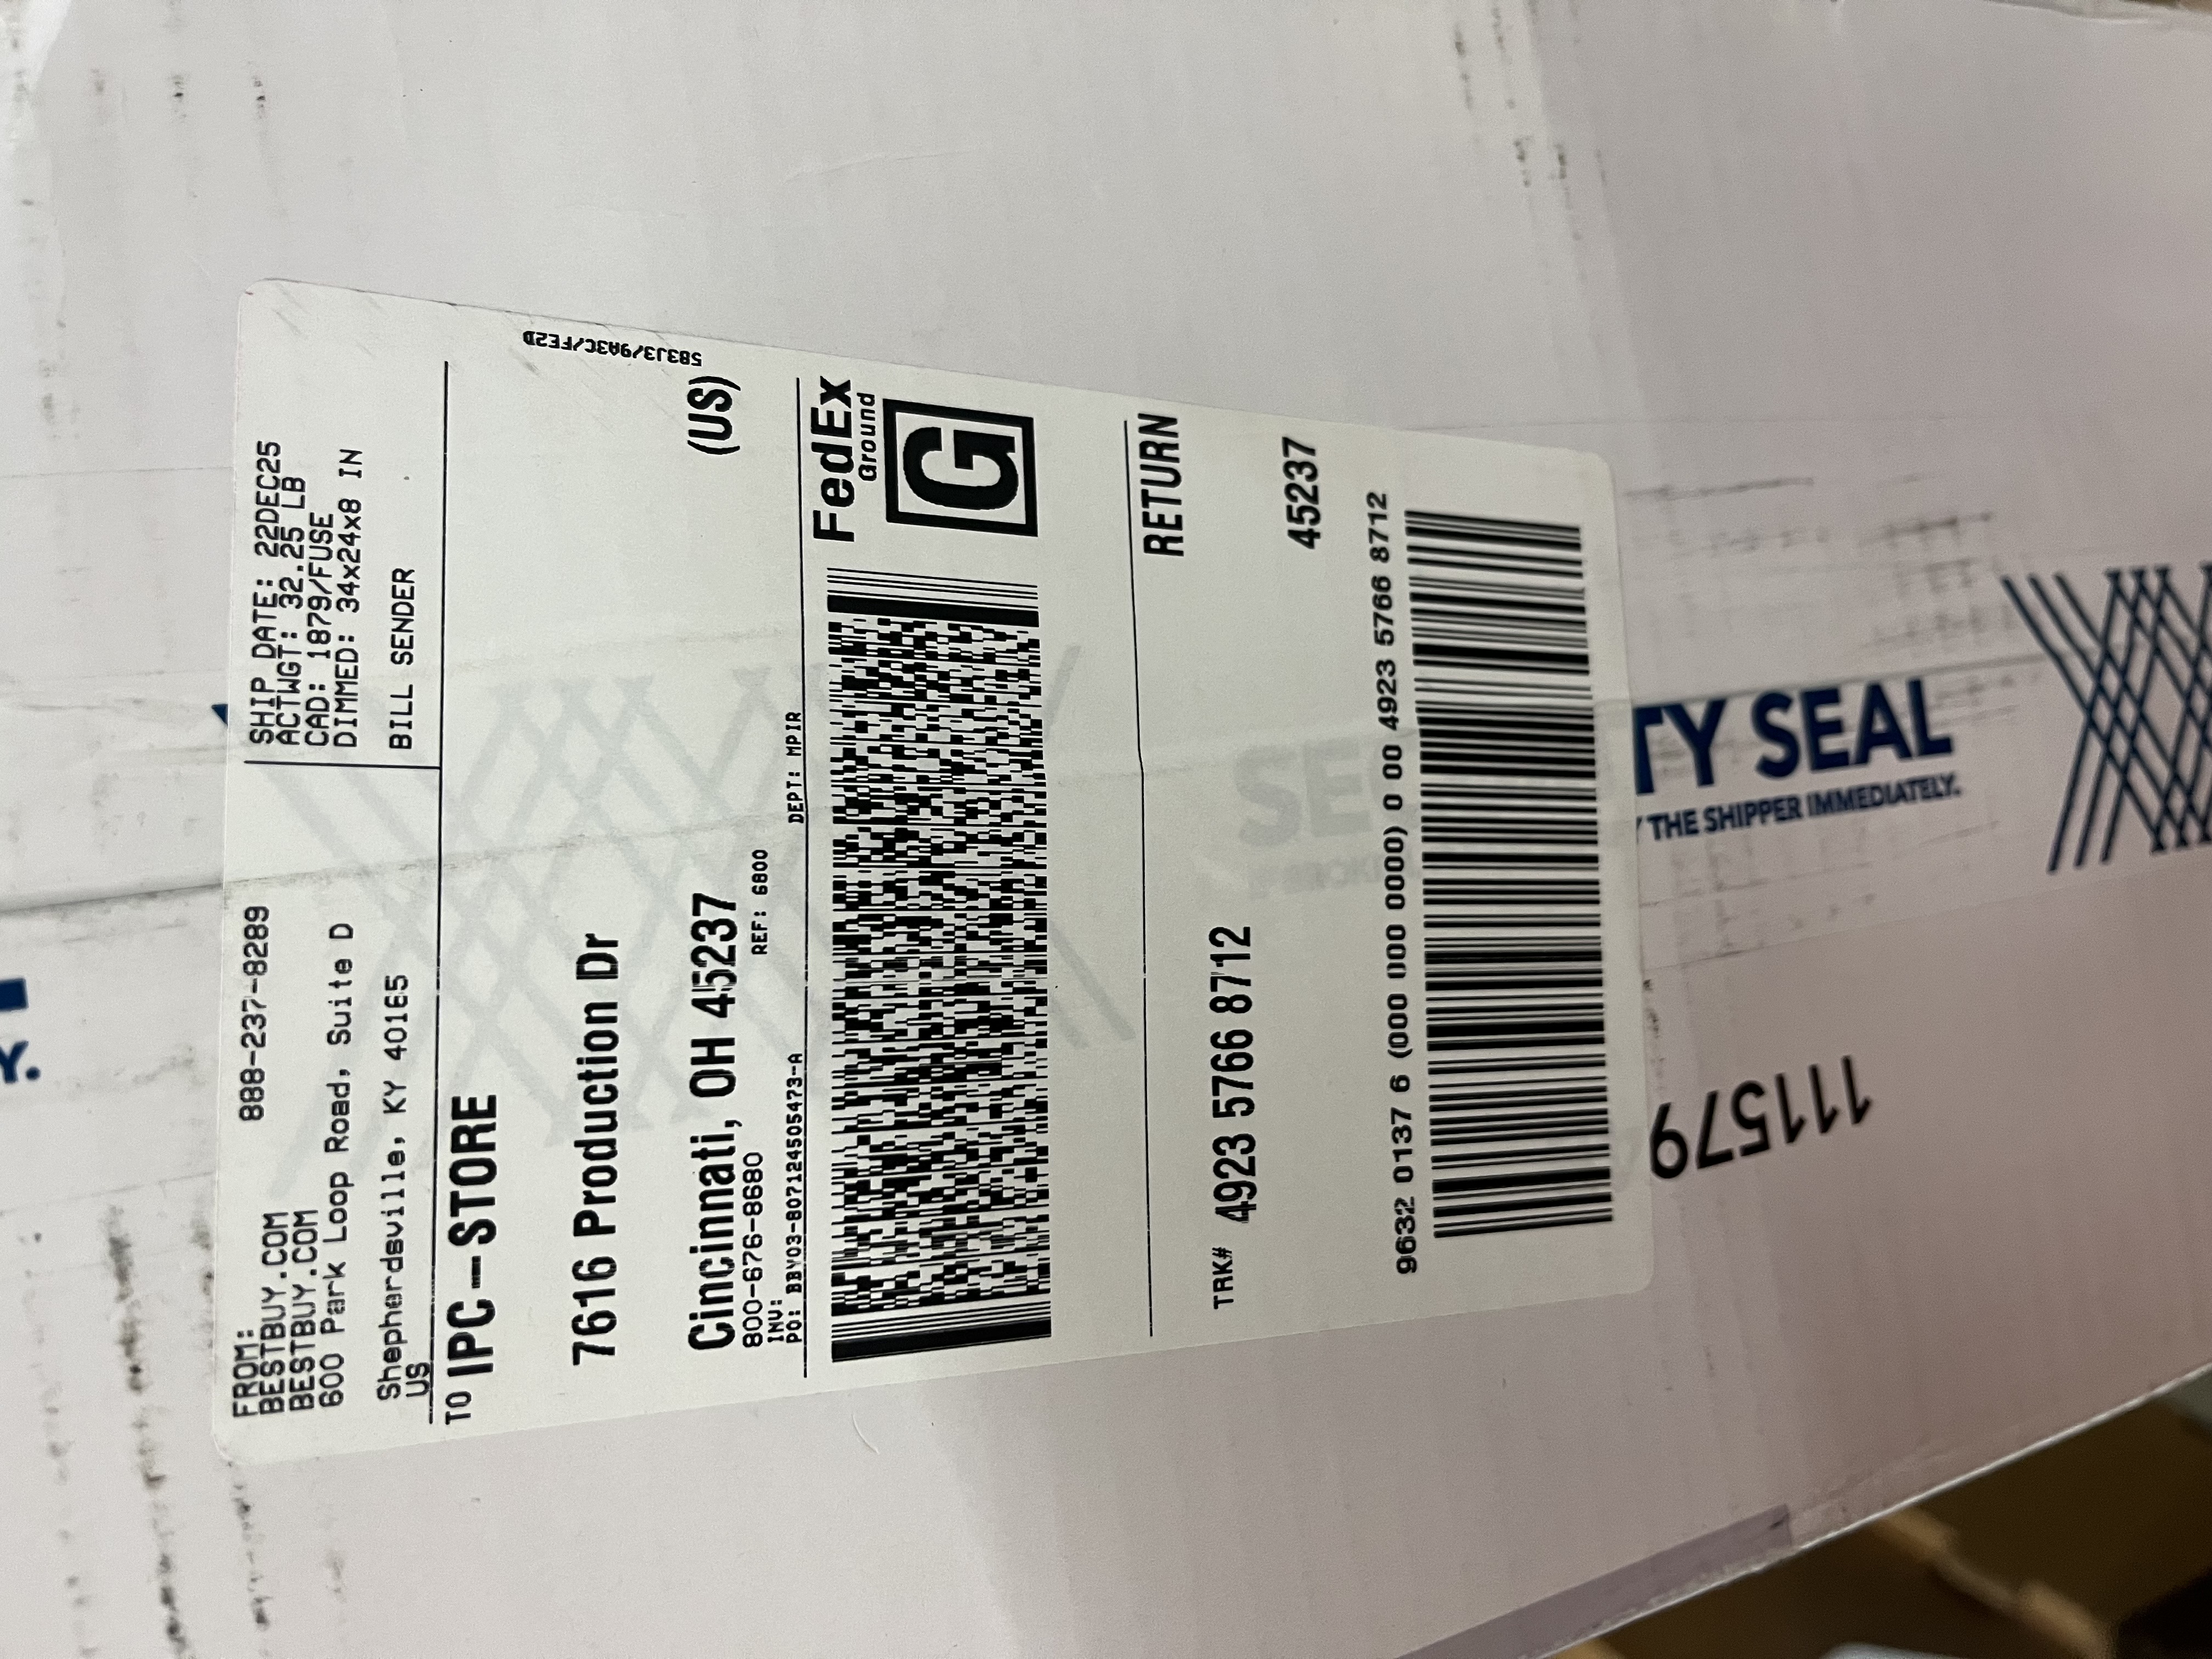 FROM:
BESTBUY.COM 888-237-8289
BESTBUY.COM
600 Park Loop Road, Suite D
Shepherdsville, KY 40165
US
SHIP DATE: 22DEC25
ACTWGT: 32.25 LB
CAD: 1879/FUSE
DIMMED: 34x24x8 IN
BILL SENDER
TO IPC-STORE
7616 Production Dr
Cincinnati, OH 45237 (US)
800-676-8680 REF: 6800
INV:
PO: BBY03-807124505473-A DEPT: MPIR
583J3/9A3C/FE2D
FedEx
Ground
G
RETURN
TRK# 4923 5766 8712
45237
9632 0137 6 (000 000 0000) 0 00 4923 5766 8712
SE TY SEAL
IF BROKE THE SHIPPER IMMEDIATELY.
111579